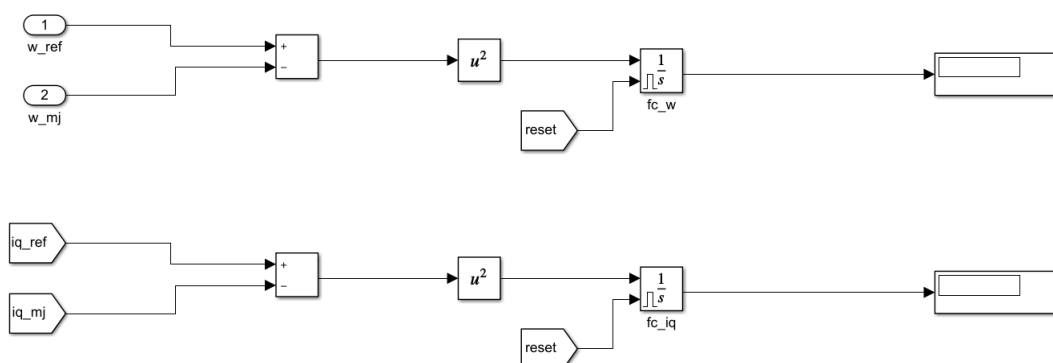 1
w_ref
+
−
u²
1
s
fc_w
2
w_mj
reset
iq_ref
+
−
u²
1
s
fc_iq
iq_mj
reset